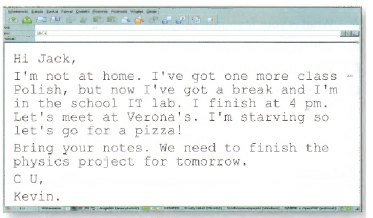 Hi Jack,
I'm not at home. I've got one more class -
Polish, but now I've got a break and I'm
in the school IT lab. I finish at 4 pm.
Let's meet at Verona's. I'm starving so
let's go for a pizza!
Bring your notes. We need to finish the
physics project for tomorrow.
C U,
Kevin.